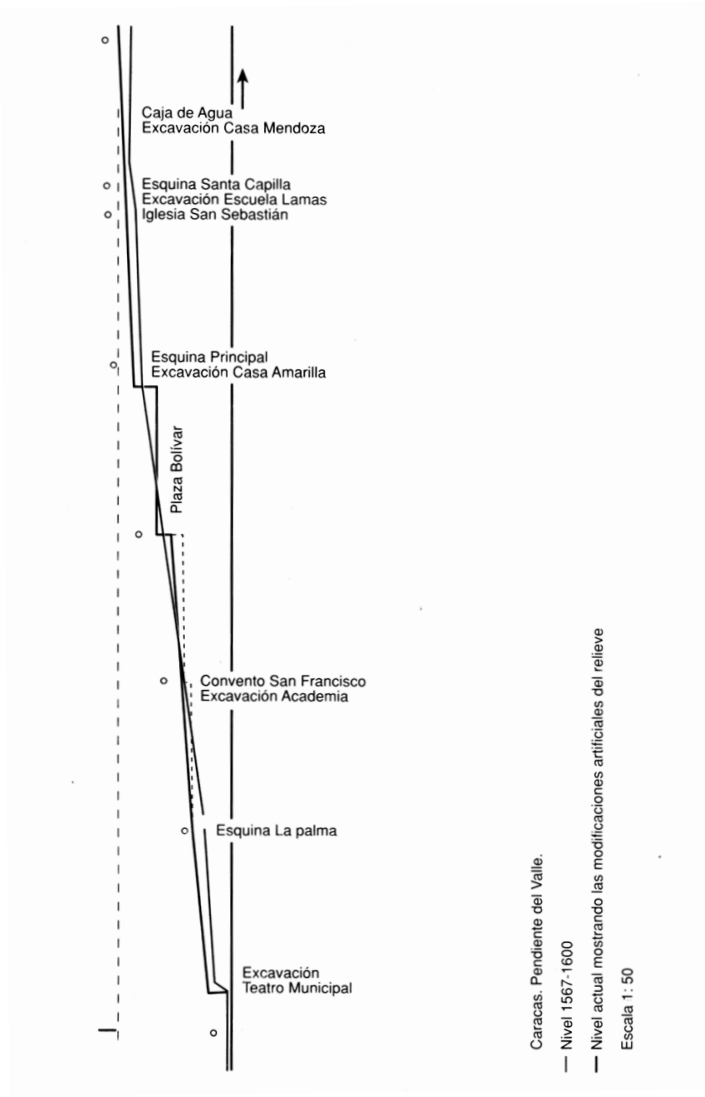 Caja de Agua
Excavación Casa Mendoza
Esquina Santa Capilla
Excavación Escuela Lamas
Iglesia San Sebastián
Esquina Principal
Excavación Casa Amarilla
Plaza Bolívar
Convento San Francisco
Excavación Academia
Esquina La palma
Excavación
Teatro Municipal
Caracas. Pendiente del Valle.
— Nivel 1567-1600
— Nivel actual mostrando las modificaciones artificiales del relieve
Escala 1: 50